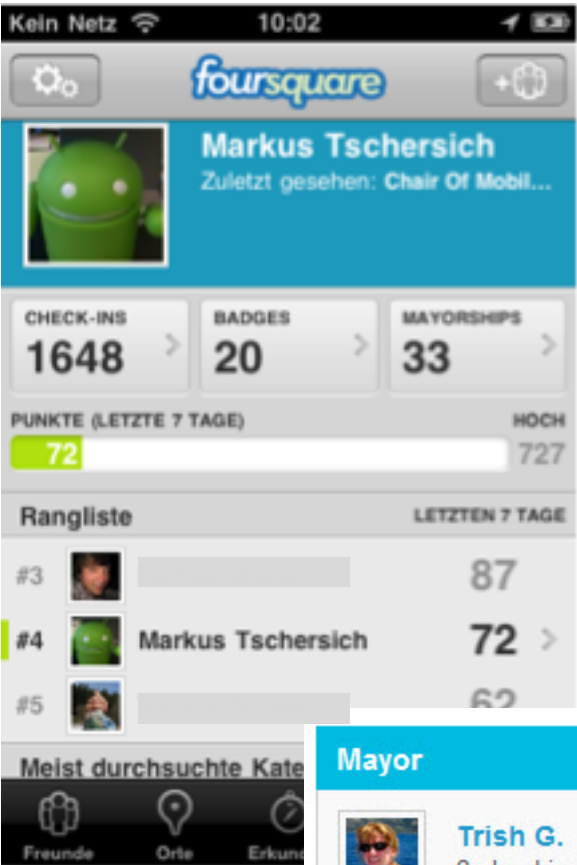 Kein Netz 10:02
foursquare
Markus Tschersich
Zuletzt gesehen: Chair Of Mobil...
CHECK-INS BADGES MAYORSHIPS
1648 20 33
PUNKTE (LETZTE 7 TAGE) HOCH
72 727
Rangliste LETZTEN 7 TAGE
#3 87
#4 Markus Tschersich 72
#5 62
Meist durchsuchte Kate
Freunde Orte Erkun
Mayor
Trish G.